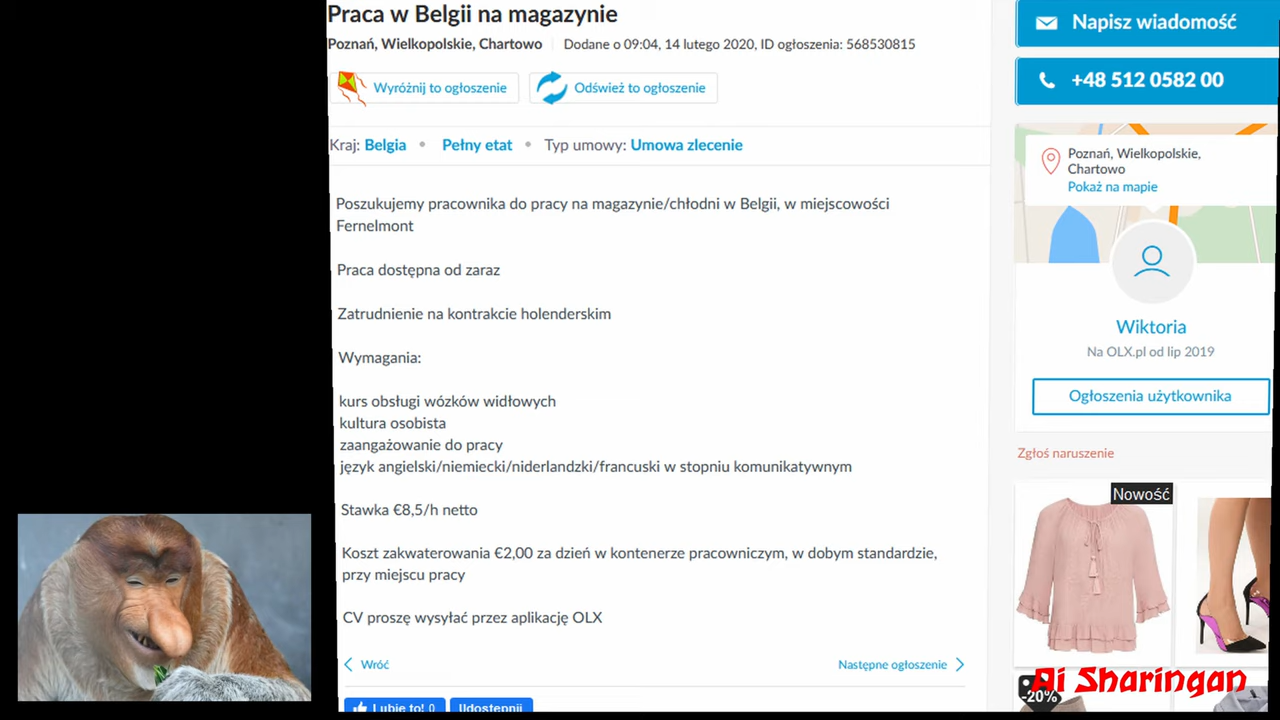 Praca w Belgii na magazynie
Poznań, Wielkopolskie, Chartowo
Dodane o 09:04, 14 lutego 2020, ID ogłoszenia: 568530815
Wyróżnij to ogłoszenie
Odśwież to ogłoszenie
Kraj: Belgia • Pełny etat • Typ umowy: Umowa zlecenie
Poszukujemy pracownika do pracy na magazynie/chłodni w Belgii, w miejscowości
Fernelmont
Praca dostępna od zaraz
Zatrudnienie na kontrakcie holenderskim
Wymagania:
kurs obsługi wózków widłowych
kultura osobista
zaangażowanie do pracy
język angielski/niemiecki/niderlandzki/francuski w stopniu komunikatywnym
Stawka €8,5/h netto
Koszt zakwaterowania €2,00 za dzień w kontenerze pracowniczym, w dobym standardzie,
przy miejscu pracy
CV proszę wysyłać przez aplikację OLX
Wróć
Następne ogłoszenie
Lubię to! 0
Udostępnij
Napisz wiadomość
+48 512 0582 00
Poznań, Wielkopolskie,
Chartowo
Pokaż na mapie
Wiktoria
Na OLX.pl od lip 2019
Ogłoszenia użytkownika
Zgłoś naruszenie
Nowość
-20%
Ai Sharingan